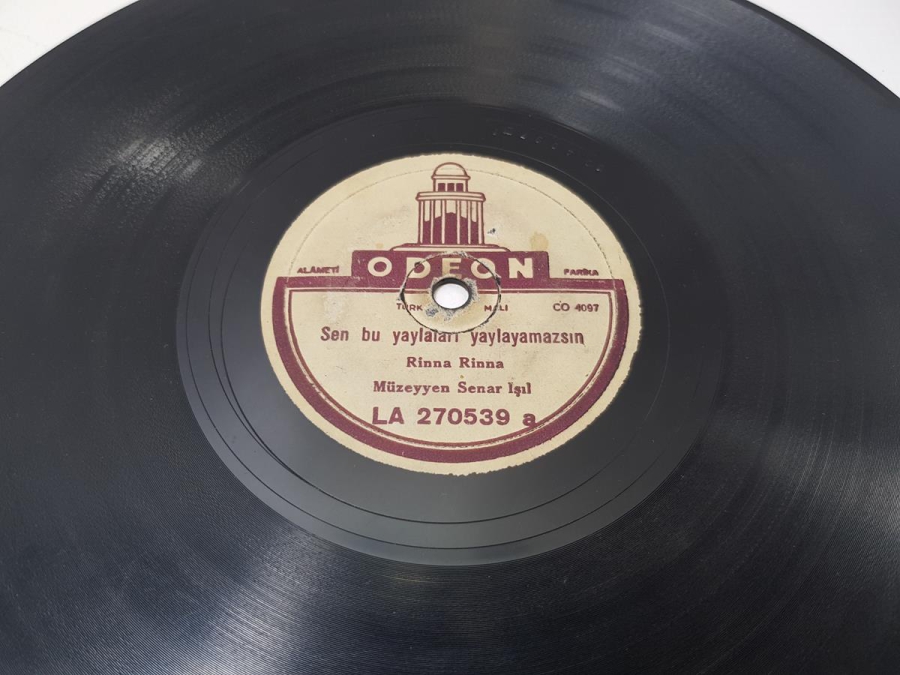 ODEON
ALÂMETİ FARİKA
TÜRK MALI CO 4097
Sen bu yaylaları yaylayamazsın
Rinna Rinna
Müzeyyen Senar Işıl
LA 270539 a